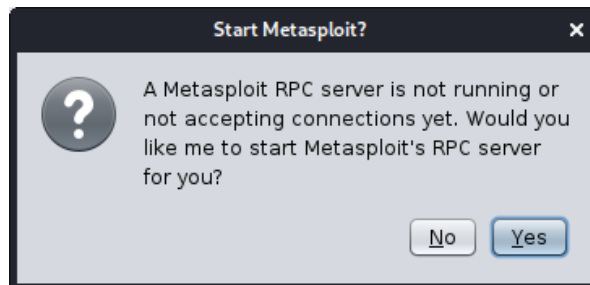 Start Metasploit?
A Metasploit RPC server is not running or
not accepting connections yet. Would you
like me to start Metasploit's RPC server
for you?
No
Yes